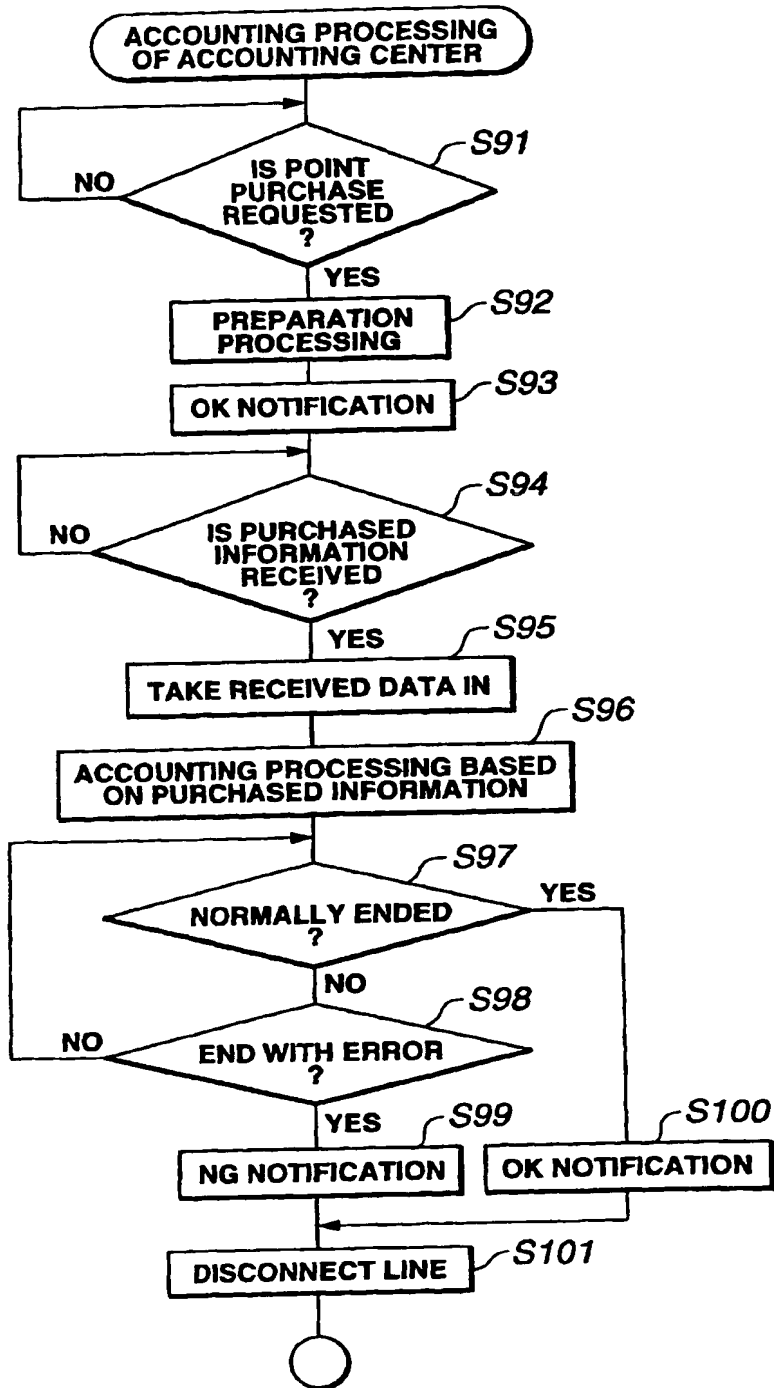 ACCOUNTING PROCESSING
OF ACCOUNTING CENTER
S91
IS POINT
PURCHASE
REQUESTED
?
NO
YES
S92
PREPARATION
PROCESSING
S93
OK NOTIFICATION
S94
NO
IS PURCHASED
INFORMATION
RECEIVED
?
YES
S95
TAKE RECEIVED DATA IN
S96
ACCOUNTING PROCESSING BASED
ON PURCHASED INFORMATION
S97
YES
NORMALLY ENDED
?
NO
S98
NO
END WITH ERROR
?
YES
S99
S100
NG NOTIFICATION
OK NOTIFICATION
S101
DISCONNECT LINE